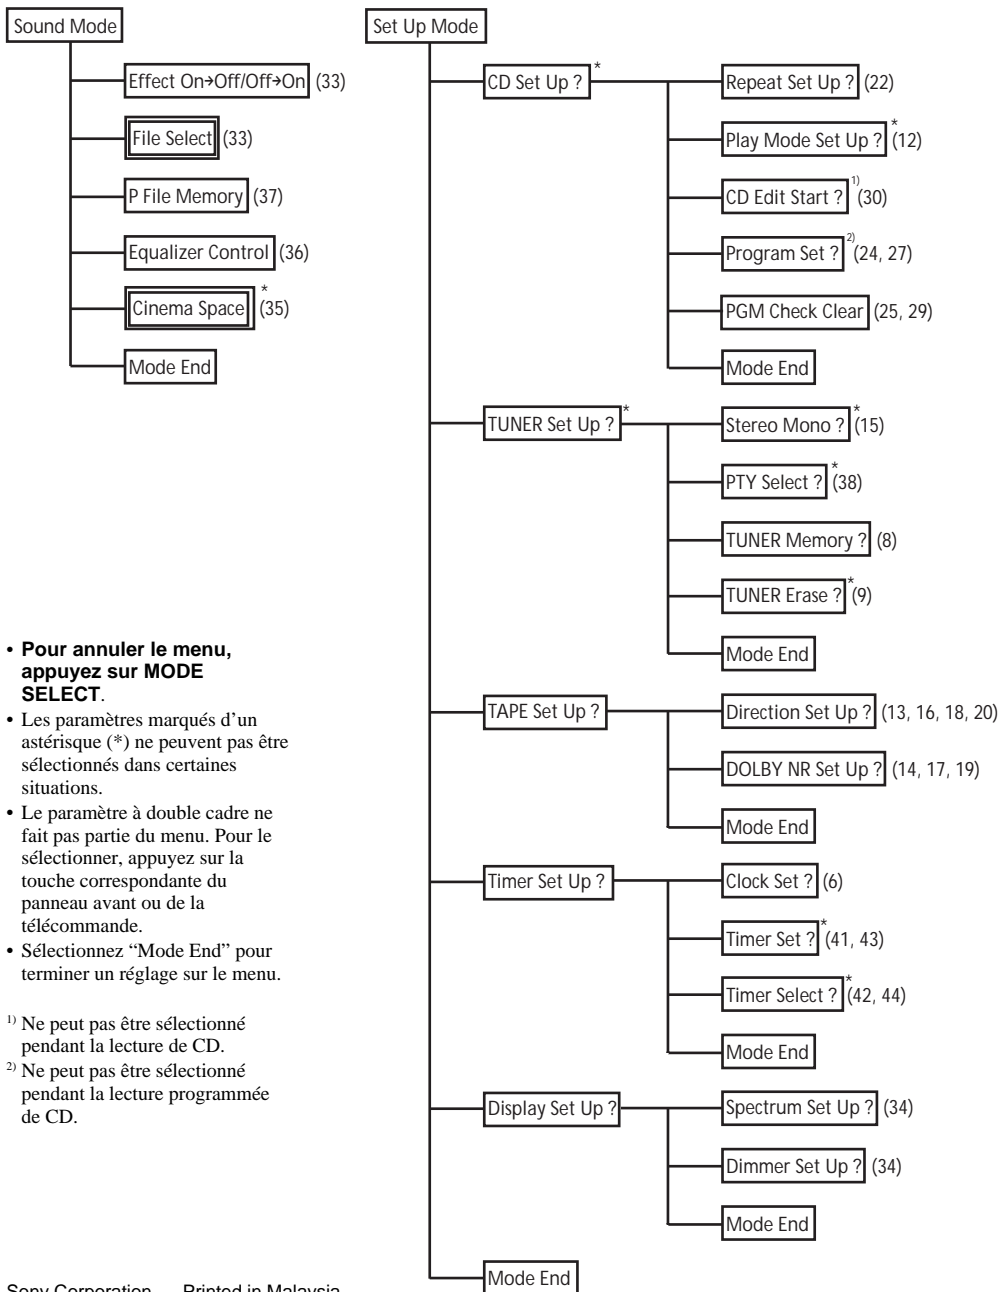 Sound Mode
Effect On→Off/Off→On (33)
File Select (33)
P File Memory (37)
Equalizer Control (36)
Cinema Space * (35)
Mode End
Set Up Mode
CD Set Up ? *
Repeat Set Up ? (22)
Play Mode Set Up ? * (12)
CD Edit Start ? 1) (30)
Program Set ? 2) (24, 27)
PGM Check Clear (25, 29)
Mode End
TUNER Set Up ? *
Stereo Mono ? * (15)
PTY Select ? * (38)
TUNER Memory ? (8)
TUNER Erase ? * (9)
Mode End
TAPE Set Up ?
Direction Set Up ? (13, 16, 18, 20)
DOLBY NR Set Up ? (14, 17, 19)
Mode End
Timer Set Up ?
Clock Set ? (6)
Timer Set ? * (41, 43)
Timer Select ? * (42, 44)
Mode End
Display Set Up ?
Spectrum Set Up ? (34)
Dimmer Set Up ? (34)
Mode End
Mode End
• Pour annuler le menu,
appuyez sur MODE
SELECT.
• Les paramètres marqués d'un
astérisque (*) ne peuvent pas être
sélectionnés dans certaines
situations.
• Le paramètre à double cadre ne
fait pas partie du menu. Pour le
sélectionner, appuyez sur la
touche correspondante du
panneau avant ou de la
télécommande.
• Sélectionnez “Mode End” pour
terminer un réglage sur le menu.
1) Ne peut pas être sélectionné
pendant la lecture de CD.
2) Ne peut pas être sélectionné
pendant la lecture programmée
de CD.
Sony Corporation Printed in Malaysia